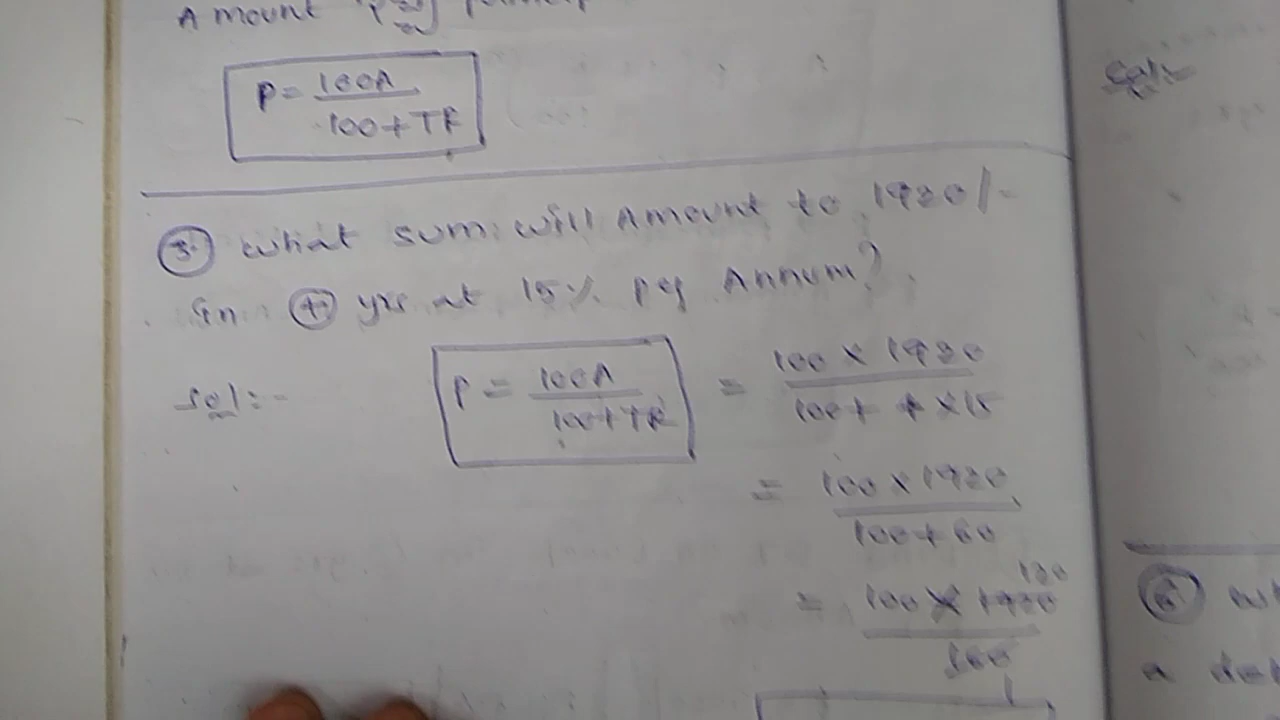 Amount
P = 100A / 100 + TR
③ What sum will Amount to 1920/-
in ④ yrs at 15% per Annum?
Sol:-
P = 100A / 100+TR = 100 × 1920 / 100 + 4 × 15
= 100 × 1920 / 100 + 60
= 100 × 1920 / 160
120
1
Sol:-
⑥
a